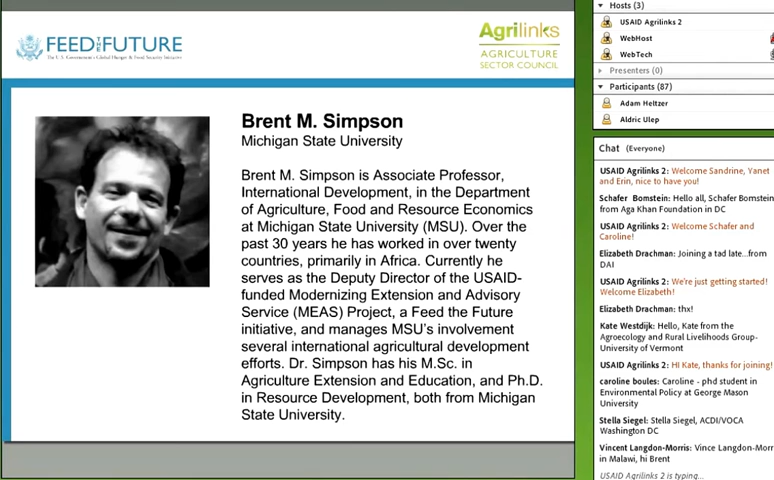 FEED THE FUTURE
The U.S. Government's Global Hunger & Food Security Initiative
Agrilinks
AGRICULTURE
SECTOR COUNCIL
Brent M. Simpson
Michigan State University
Brent M. Simpson is Associate Professor,
International Development, in the Department
of Agriculture, Food and Resource Economics
at Michigan State University (MSU). Over the
past 30 years he has worked in over twenty
countries, primarily in Africa. Currently he
serves as the Deputy Director of the USAID-
funded Modernizing Extension and Advisory
Service (MEAS) Project, a Feed the Future
initiative, and manages MSU's involvement
several international agricultural development
efforts. Dr. Simpson has his M.Sc. in
Agriculture Extension and Education, and Ph.D.
in Resource Development, both from Michigan
State University.
Hosts (3)
USAID Agrilinks 2
WebHost
WebTech
Presenters (0)
Participants (87)
Adam Heltzer
Aldric Ulep
Chat (Everyone)
USAID Agrilinks 2: Welcome Sandrine, Yanet
and Erin, nice to have you!
Schafer Bomstein: Hello all, Schafer Bomstein
from Aga Khan Foundation in DC
USAID Agrilinks 2: Welcome Schafer and
Caroline!
Elizabeth Drachman: Joining a tad late...from
DAI
USAID Agrilinks 2: We're just getting started!
Welcome Elizabeth!
Elizabeth Drachman: thx!
Kate Westdijk: Hello, Kate from the
Agroecology and Rural Livelihoods Group-
University of Vermont
USAID Agrilinks 2: HI Kate, thanks for joining!
caroline boules: Caroline - phd student in
Environmental Policy at George Mason
University
Stella Siegel: Stella Siegel, ACDI/VOCA
Washington DC
Vincent Langdon-Morris: Vince Langdon-Morr
in Malawi, hi Brent
USAID Agrilinks 2 is typing...